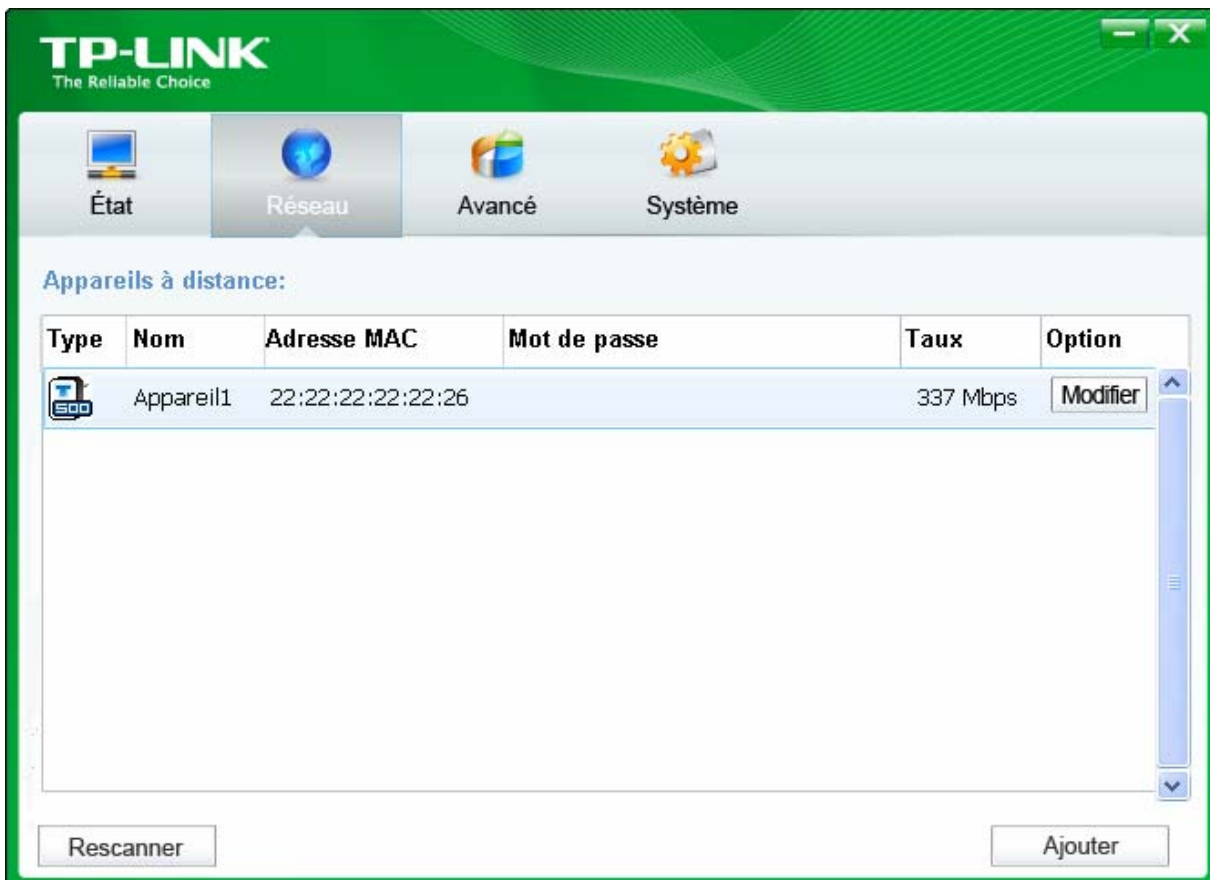 TP-LINK
The Reliable Choice
État
Réseau
Avancé
Système
Appareils à distance:
Type Nom Adresse MAC Mot de passe Taux Option
T 500 Appareil1 22:22:22:22:22:26 337 Mbps Modifier
Rescanner
Ajouter